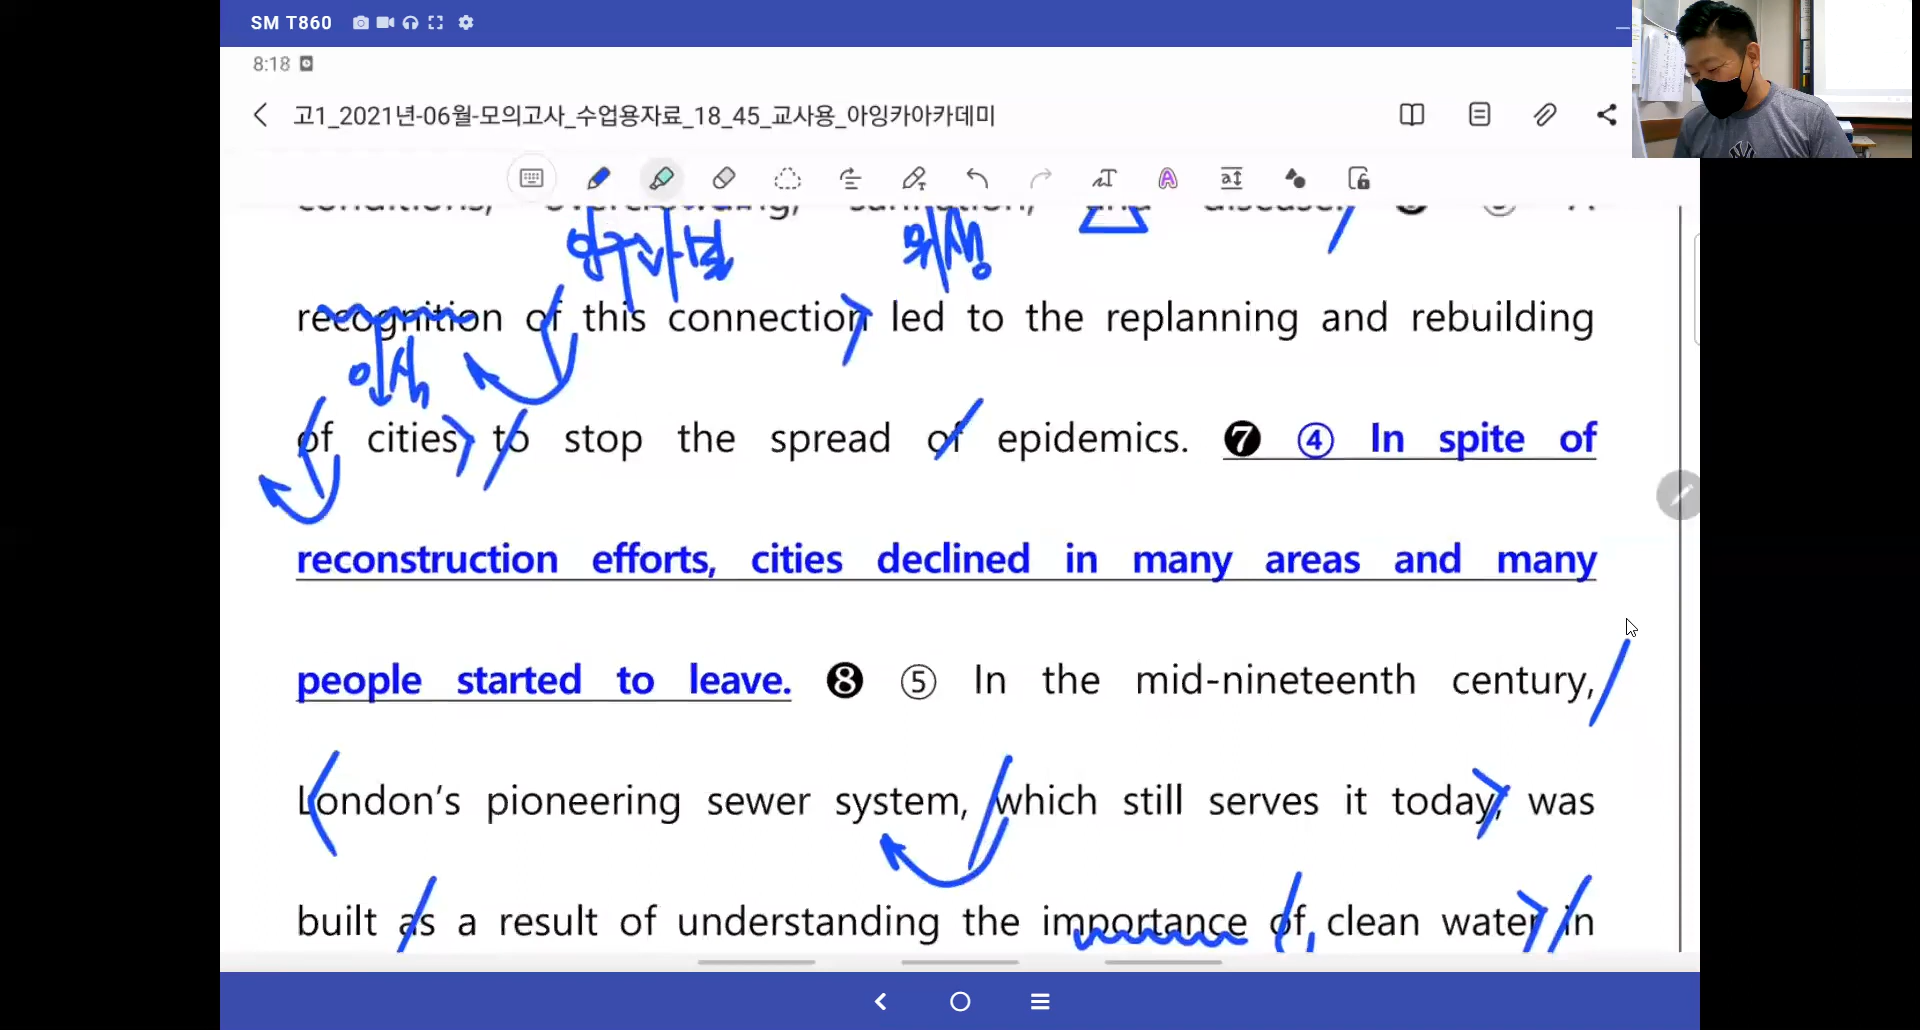 SM T860
8:18
고1_2021년-06월-모의고사_수업용자료_18_45_교사용_아잉카아카데미
conditions, overcrowding, sanitation, and disease. A
위생
recognition of this connection led to the replanning and rebuilding
인식
of cities to stop the spread of epidemics. ❼ ④ In spite of
reconstruction efforts, cities declined in many areas and many
people started to leave. ❽ ⑤ In the mid-nineteenth century,
London's pioneering sewer system, which still serves it today, was
built as a result of understanding the importance of clean water in